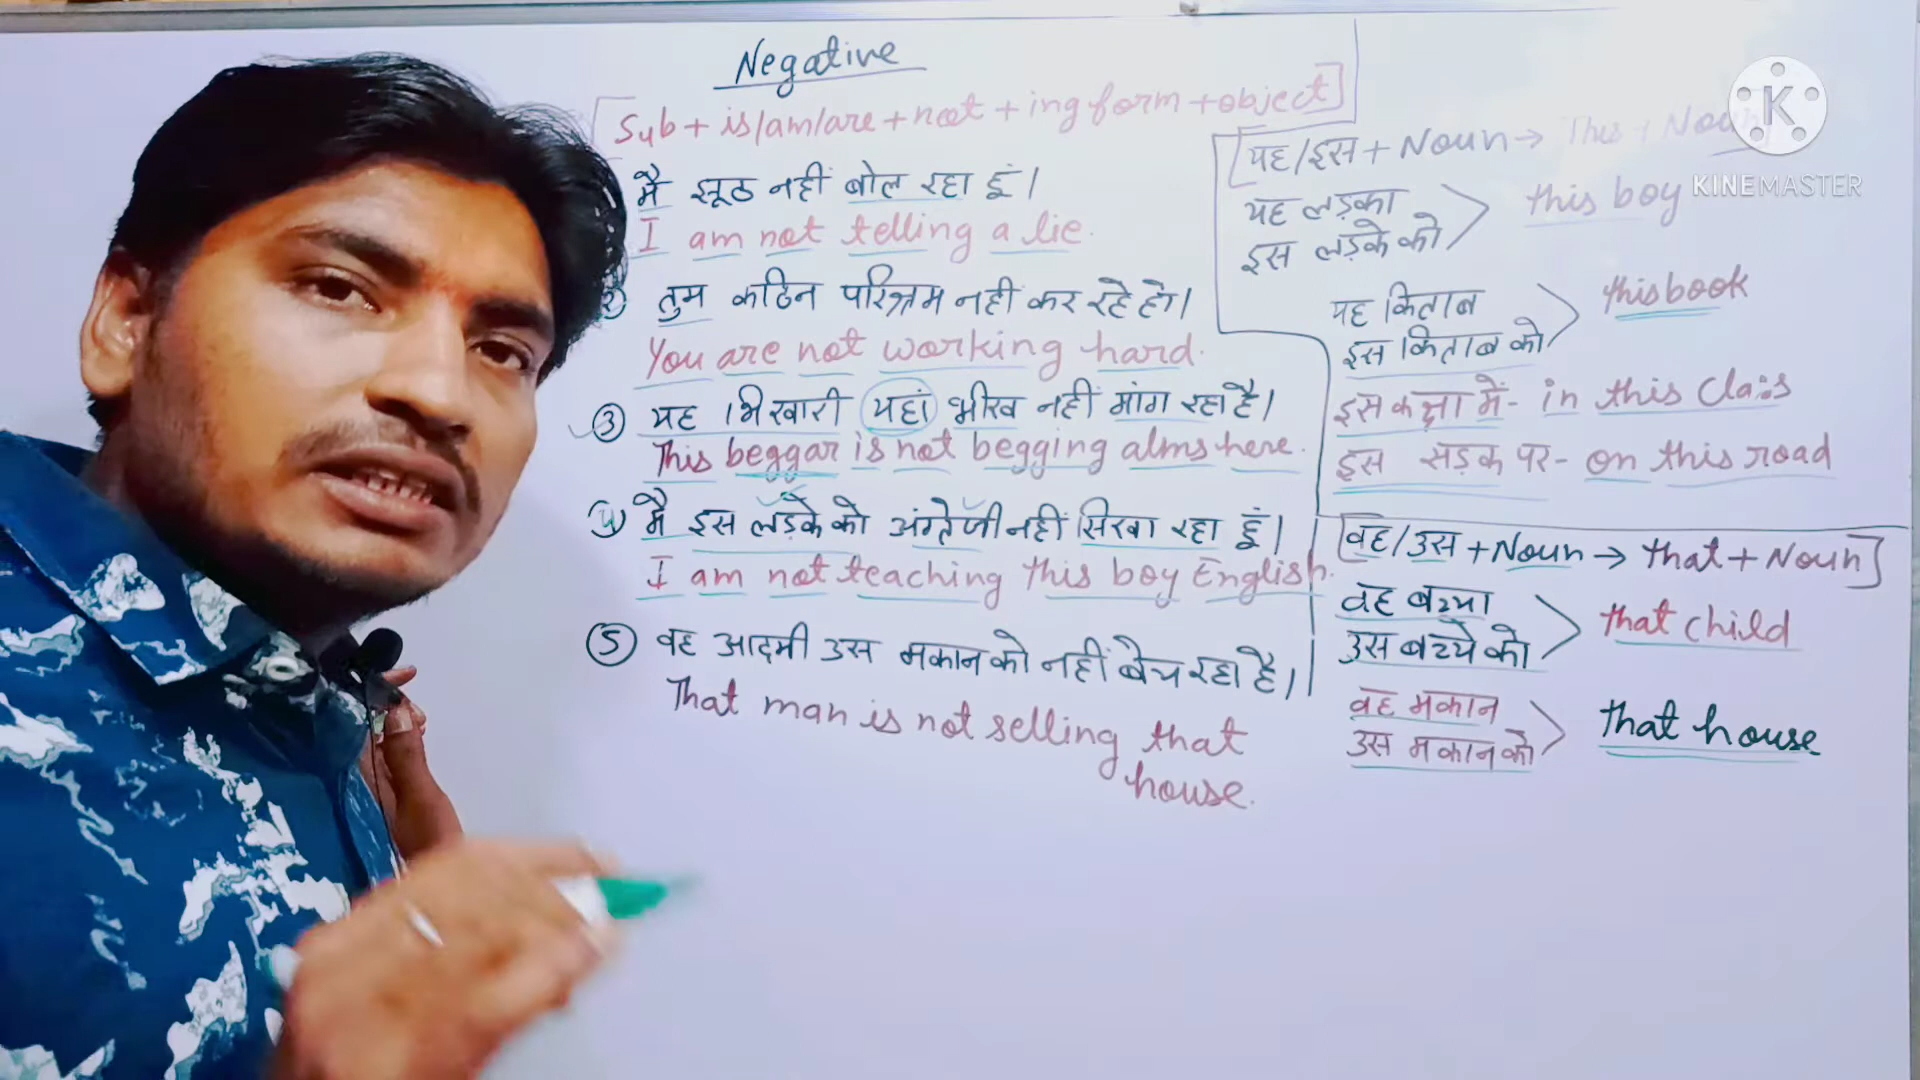 Negative
[Sub + is/am/are + not + ing form + object]
मै झूठ नहीं बोल रहा हूं।
I am not telling a lie.
2) तुम कठिन परिश्रम नहीं कर रहे हो।
You are not working hard.
3 यह भिखारी यहां भीख नहीं मांग रहा है।
This beggar is not begging alms here.
4) मै इस लड़के को अंग्रेजी नहीं सिखा रहा हूं।
I am not teaching this boy English.
5 वह आदमी उस मकान को नहीं बेच रहा है।
That man is not selling that
house.
[यह/इस + Noun → This + Noun]
यह लड़का
इस लड़के को
this boy
यह किताब
इस किताब को
this book
इस कक्षा में - in this class
इस सड़क पर - on this road
[वह/उस + Noun → that + Noun]
वह बच्चा
उस बच्चे को
that child
वह मकान
उस मकान को
that house
K
KINEMASTER